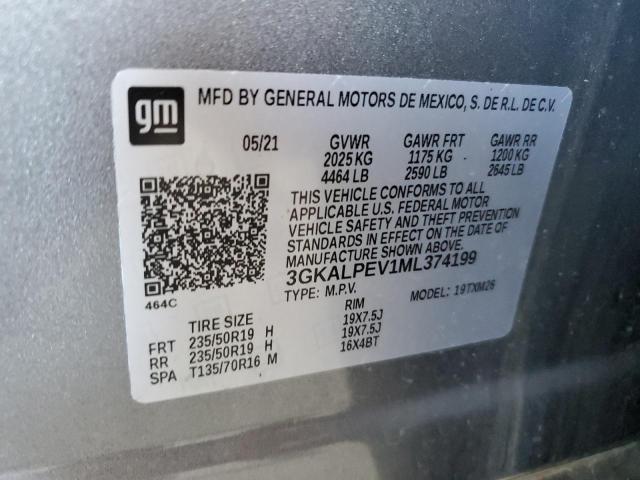 gm
MFD BY GENERAL MOTORS DE MEXICO, S. DE R.L. DE C.V.
05/21 GVWR GAWR FRT GAWR RR
2025 KG 1175 KG 1200 KG
4464 LB 2590 LB 2645 LB
THIS VEHICLE CONFORMS TO ALL
APPLICABLE U.S. FEDERAL MOTOR
VEHICLE SAFETY AND THEFT PREVENTION
STANDARDS IN EFFECT ON THE DATE OF
MANUFACTURE SHOWN ABOVE.
3GKALPEV1ML374199
464C
TYPE: M.P.V. MODEL: 19TXM26
TIRE SIZE RIM
FRT 235/50R19 H 19X7.5J
RR 235/50R19 H 19X7.5J
SPA T135/70R16 M 16X4BT